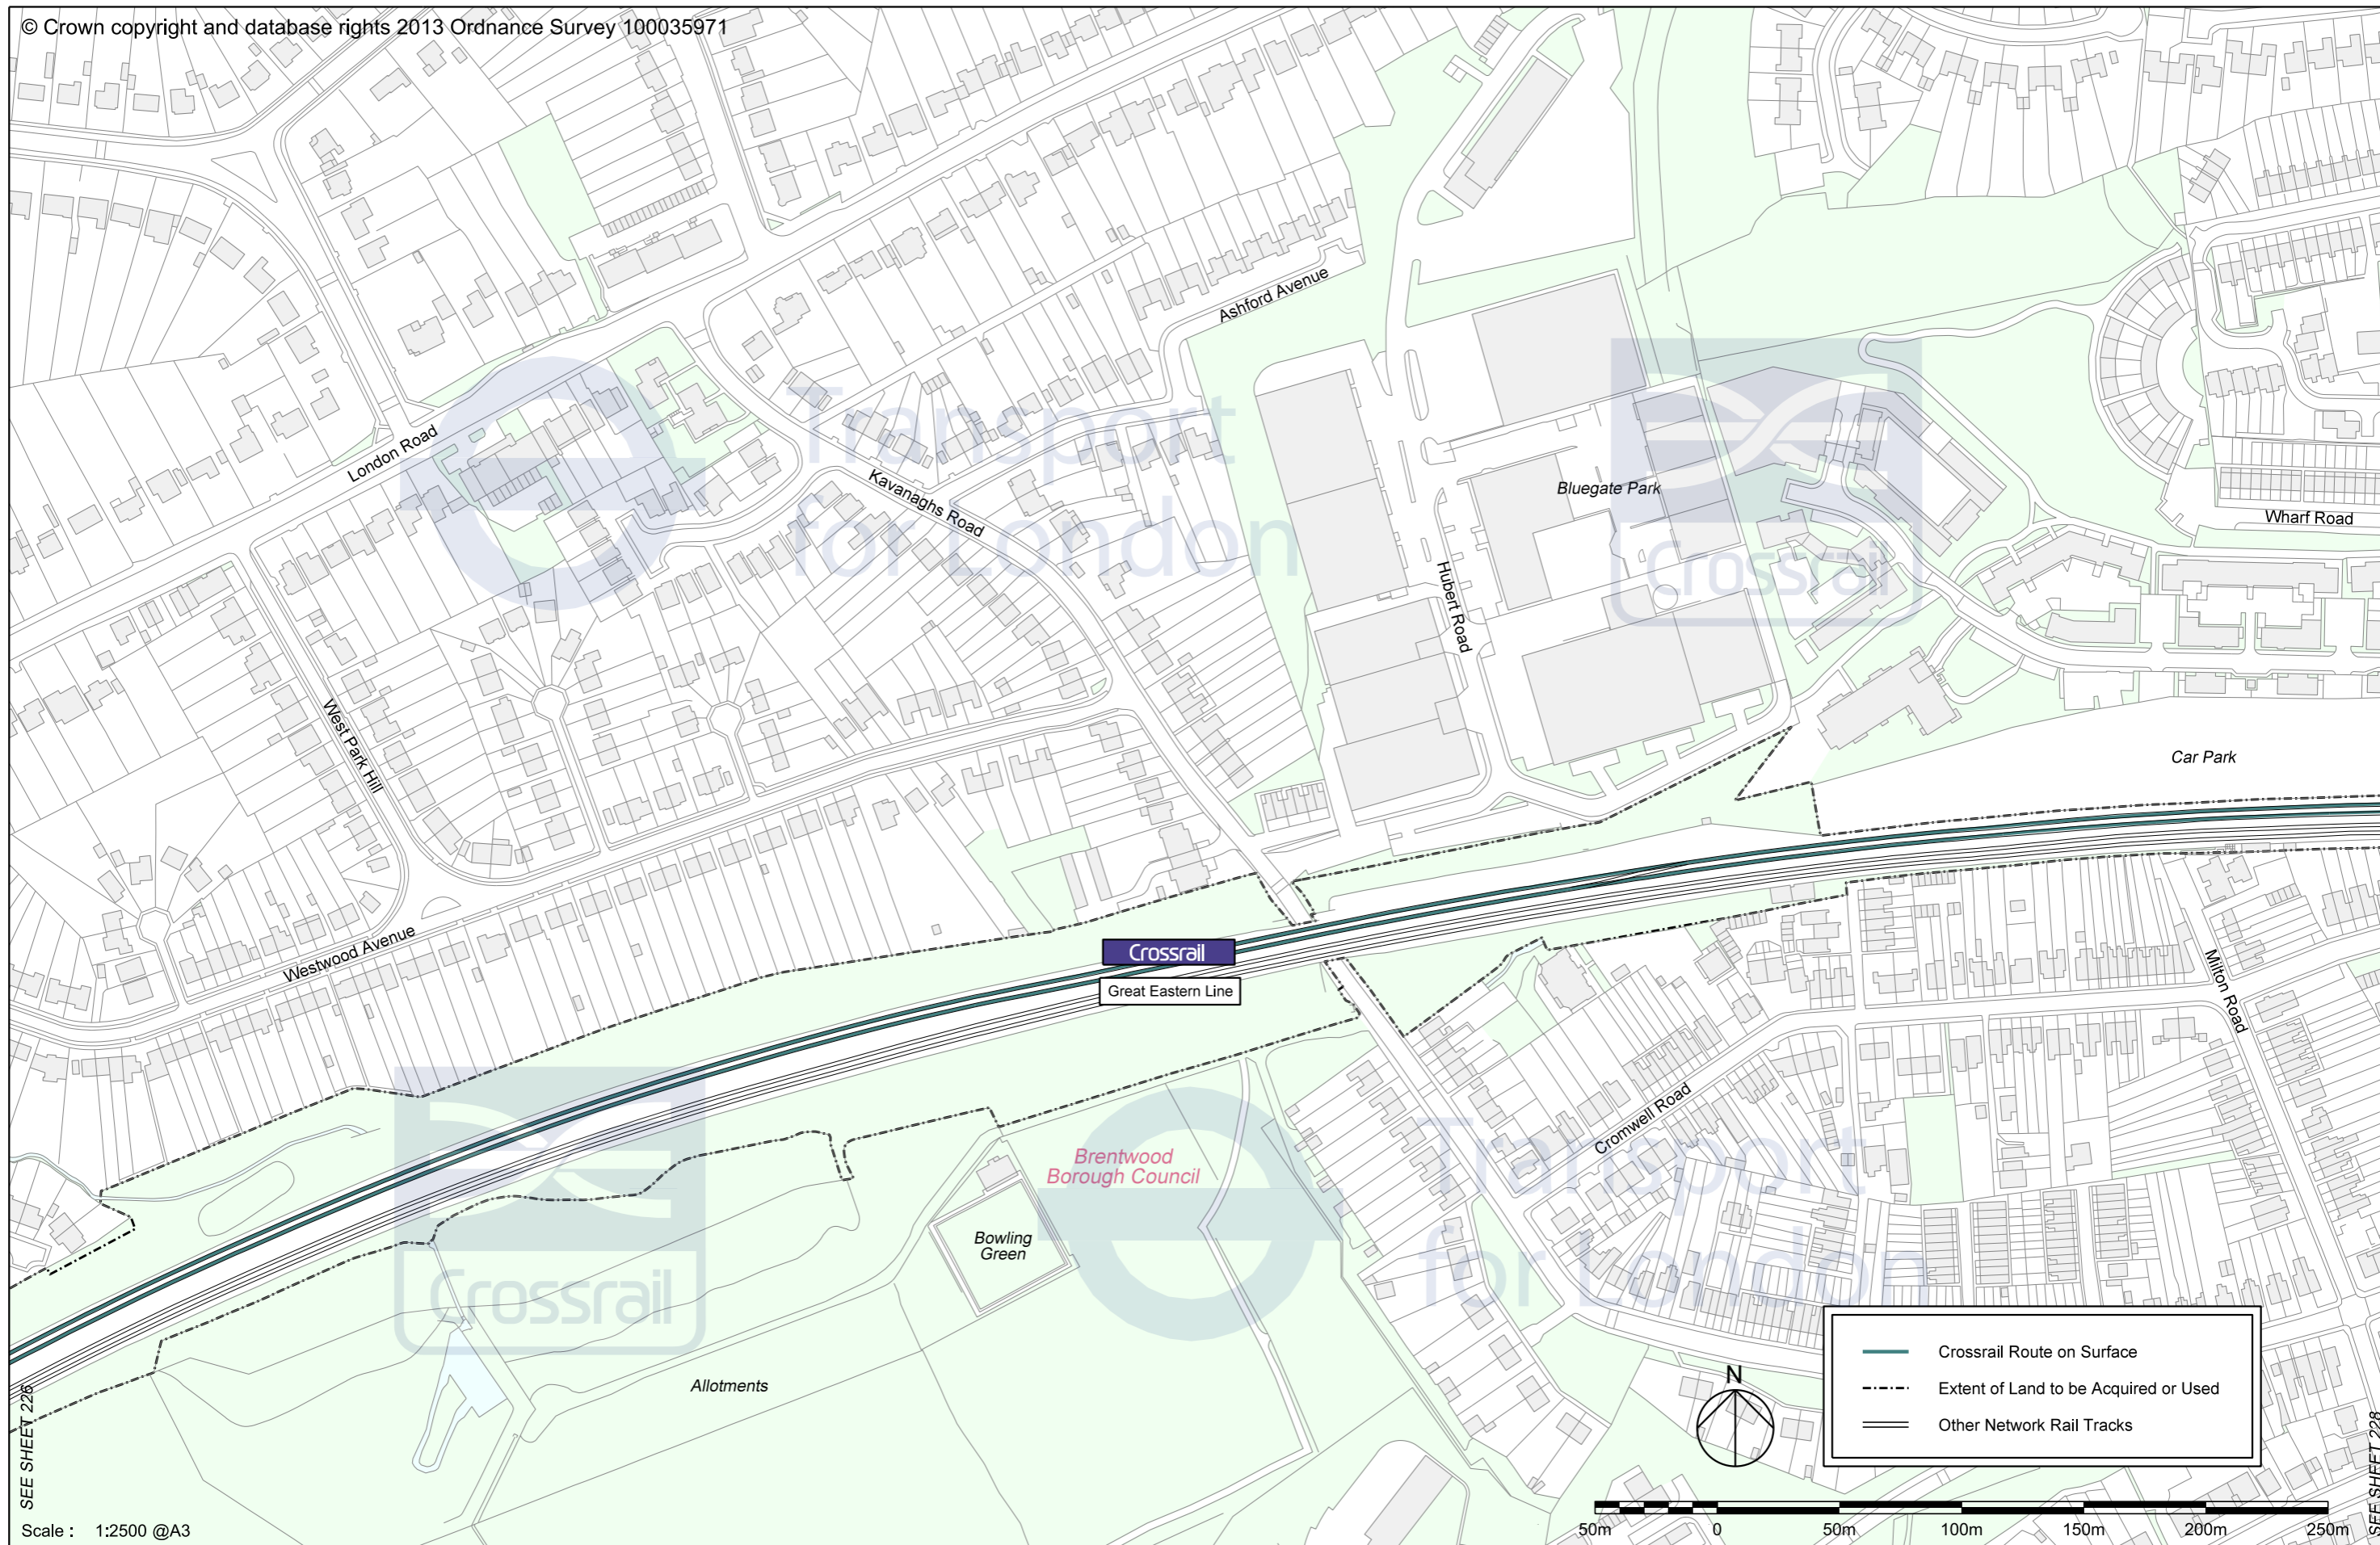 © Crown copyright and database rights 2013 Ordnance Survey 100035971
Ashford Avenue
London Road
Transport
for London
Kavanaghs Road
Bluegate Park
Crossrail
Wharf Road
Hubert Road
West Park Hill
Car Park
Westwood Avenue
Crossrail
Great Eastern Line
Milton Road
Cromwell Road
Brentwood
Borough Council
Transport
for London
Bowling
Green
Crossrail
Allotments
N
Crossrail Route on Surface
Extent of Land to be Acquired or Used
Other Network Rail Tracks
SEE SHEET 226
SEE SHEET 228
Scale : 1:2500 @A3
50m 0 50m 100m 150m 200m 250m